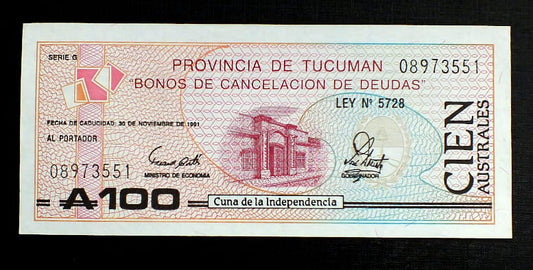 SERIE G
PROVINCIA DE TUCUMAN
08973551
"BONOS DE CANCELACION DE DEUDAS"
LEY Nº 5728
FECHA DE CADUCIDAD: 30 DE NOVIEMBRE DE 1991
AL PORTADOR
08973551
MINISTRO DE ECONOMIA
GOBERNADOR
CIEN
AUSTRALES
A100
Cuna de la Independencia